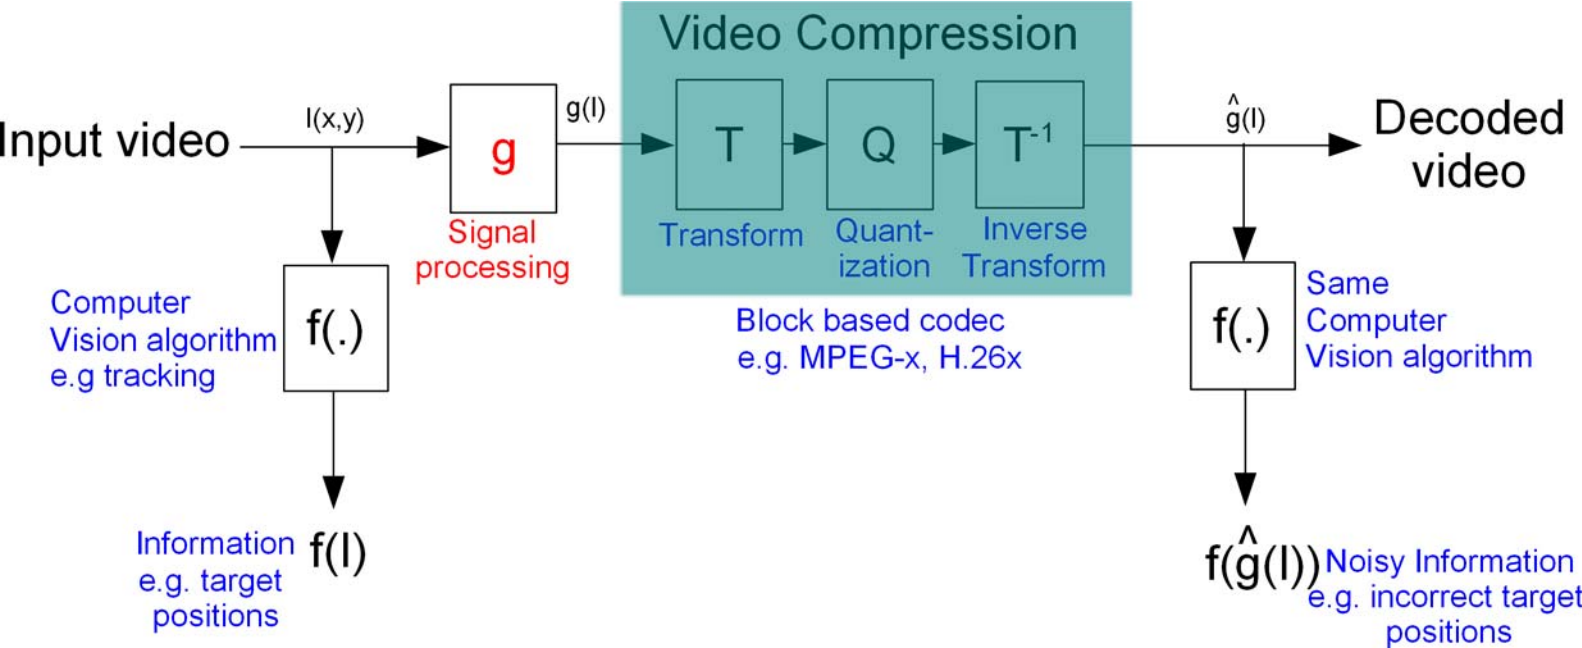 Video Compression
Input video
I(x,y)
g
g(I)
T
Q
T-1
^
g(I)
Decoded
video
Signal
processing
Transform
Quant-
ization
Inverse
Transform
Computer
Vision algorithm
e.g tracking
f(.)
Block based codec
e.g. MPEG-x, H.26x
f(.)
Same
Computer
Vision algorithm
Information
e.g. target
positions
f(I)
f(ĝ(I))
Noisy Information
e.g. incorrect target
positions